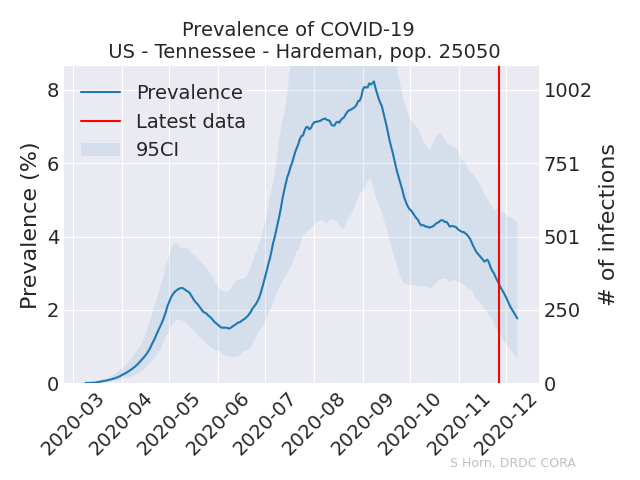 Prevalence of COVID-19
US - Tennessee - Hardeman, pop. 25050
Prevalence
Latest data
95CI
Prevalence (%)
8
6
4
2
0
1002
751
501
250
0
# of infections
2020-03
2020-04
2020-05
2020-06
2020-07
2020-08
2020-09
2020-10
2020-11
2020-12
S Horn, DRDC CORA